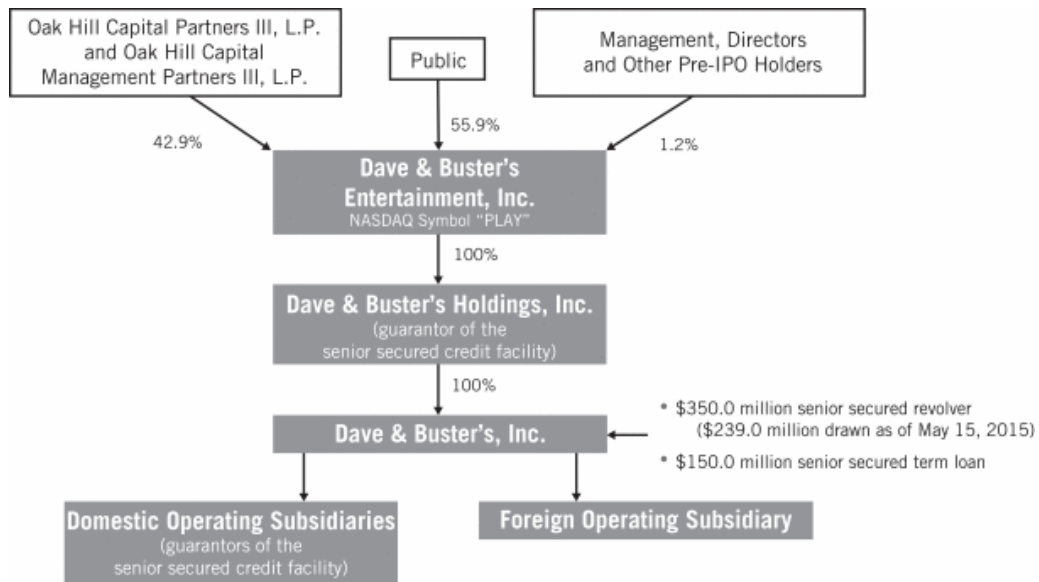 Oak Hill Capital Partners III, L.P.
and Oak Hill Capital
Management Partners III, L.P.
Public
Management, Directors
and Other Pre-IPO Holders
42.9%
55.9%
1.2%
Dave & Buster’s
Entertainment, Inc.
NASDAQ Symbol “PLAY”
100%
Dave & Buster’s Holdings, Inc.
(guarantor of the
senior secured credit facility)
100%
Dave & Buster’s, Inc.
• $350.0 million senior secured revolver
($239.0 million drawn as of May 15, 2015)
• $150.0 million senior secured term loan
Domestic Operating Subsidiaries
(guarantors of the
senior secured credit facility)
Foreign Operating Subsidiary